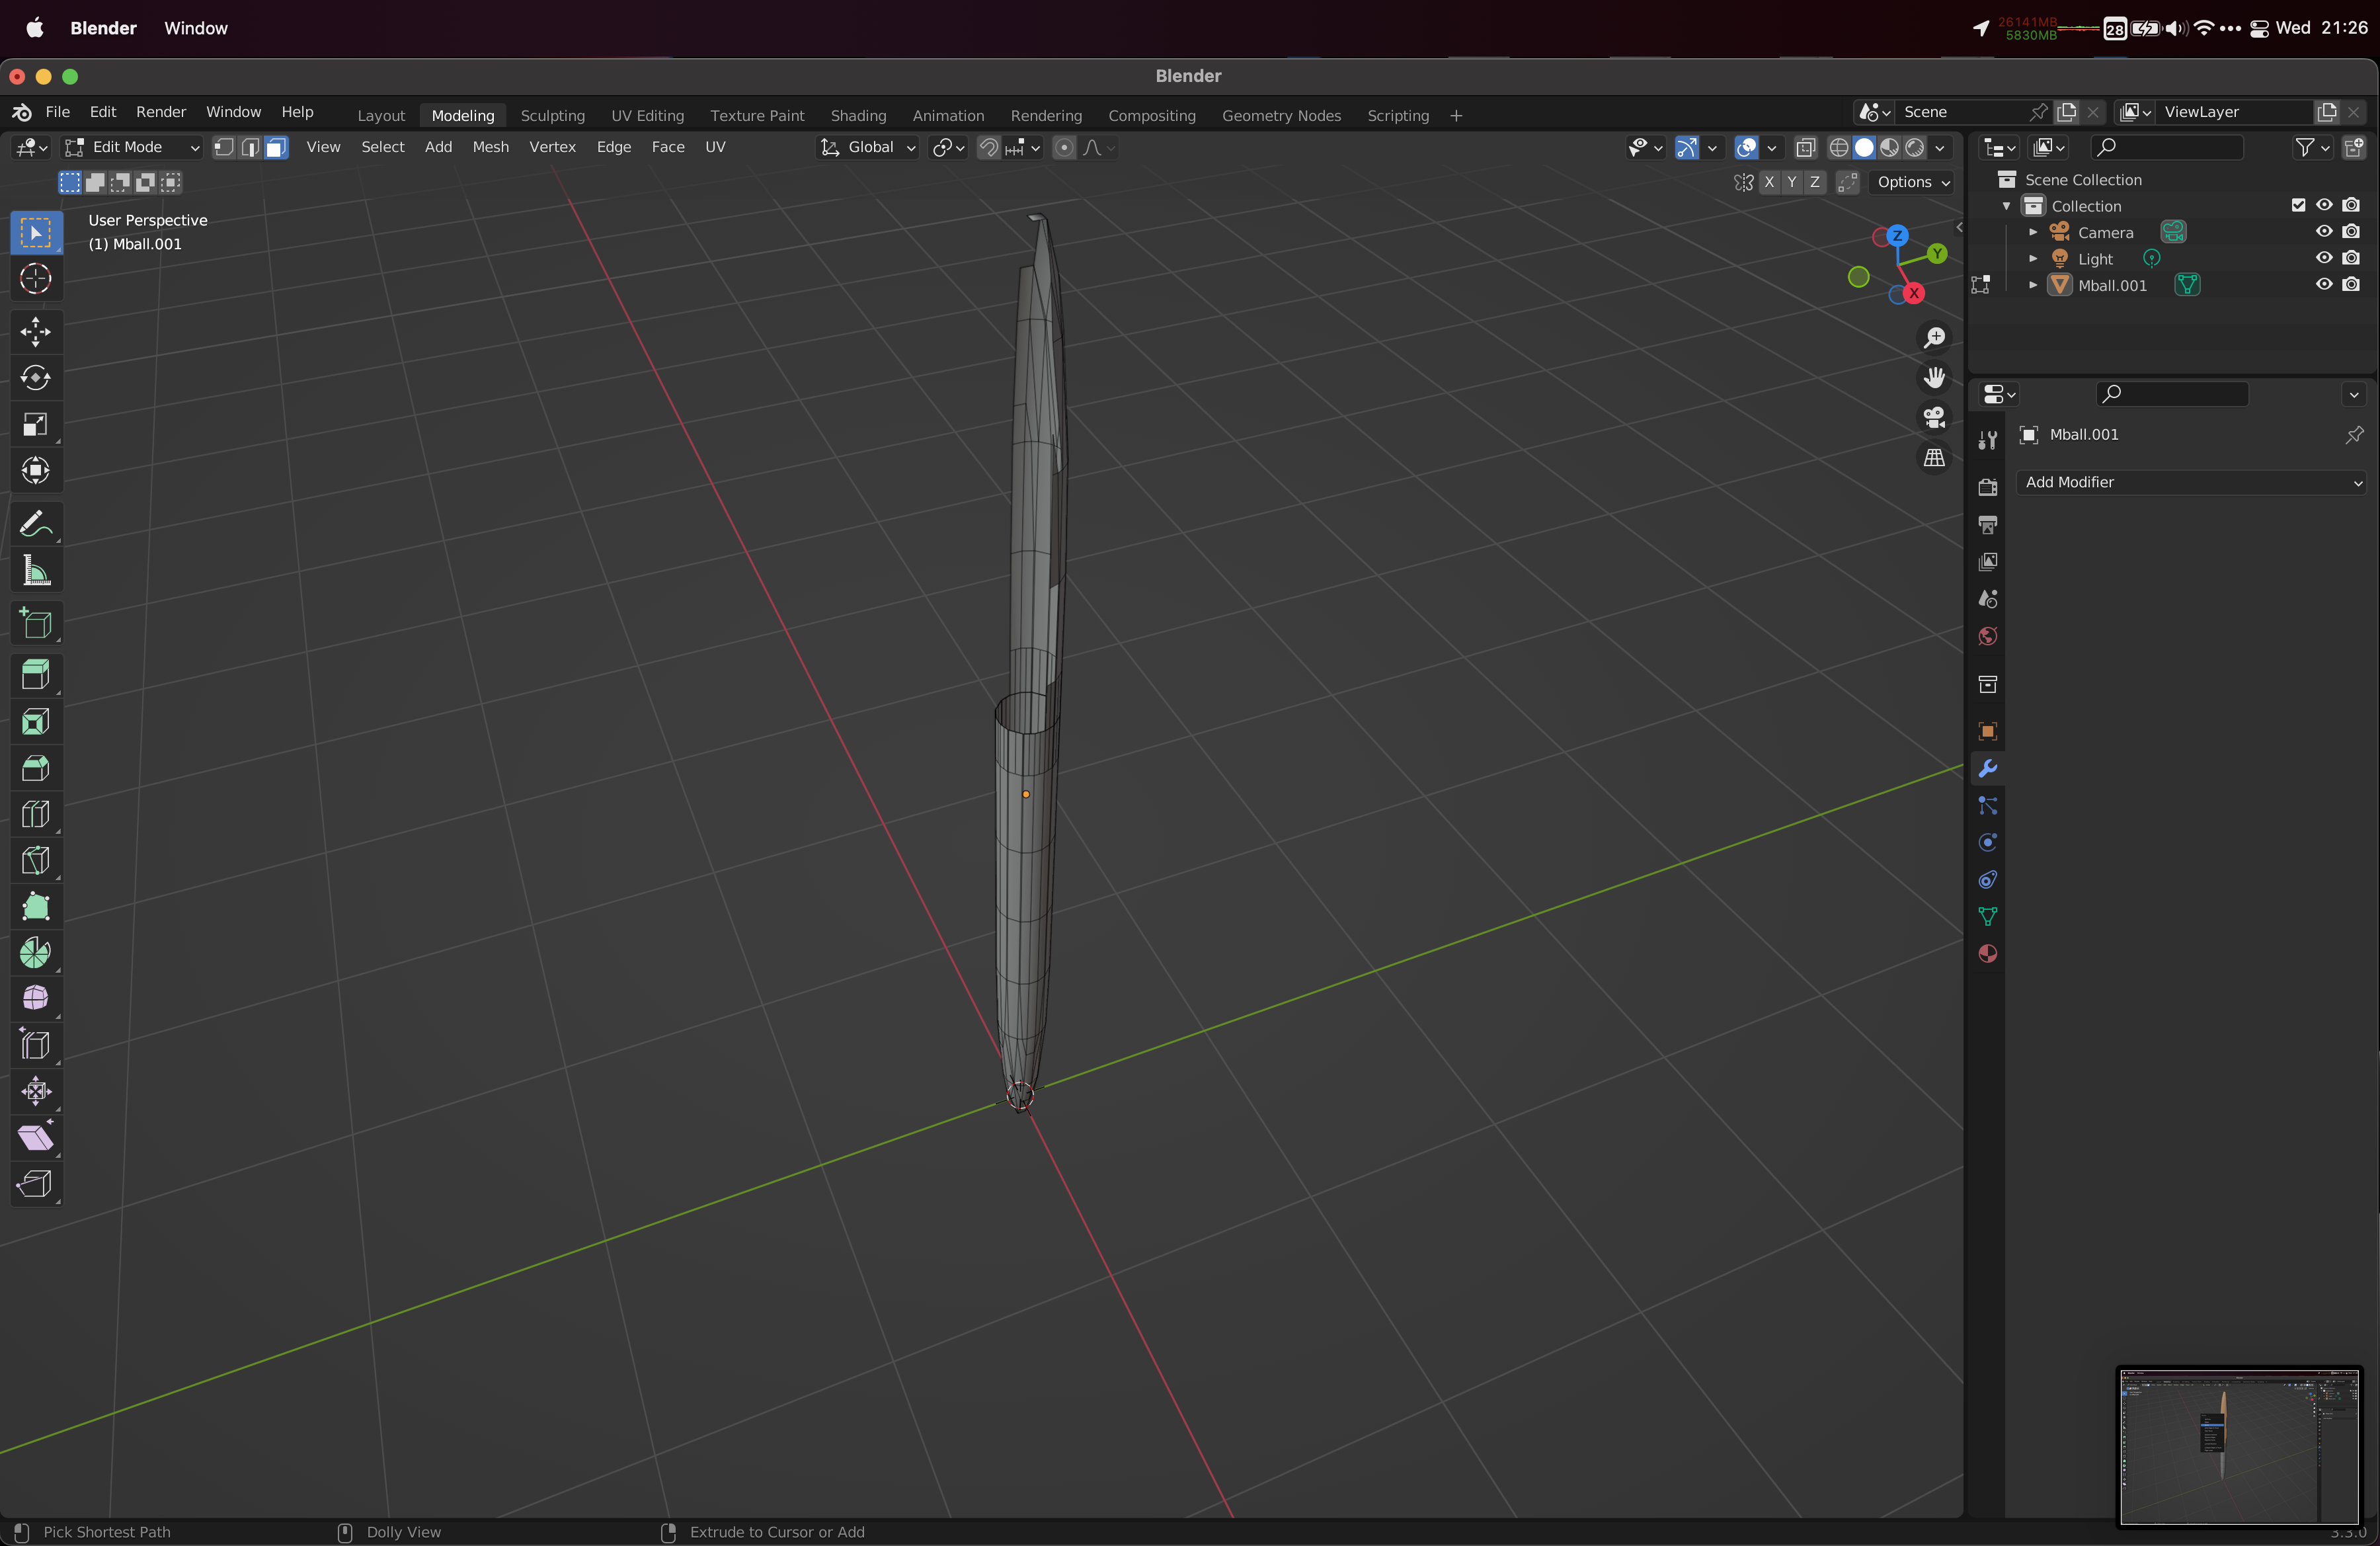 Blender Window
26141MB
5830MB
28
Wed 21:26
Blender
File Edit Render Window Help
Layout Modeling Sculpting UV Editing Texture Paint Shading Animation Rendering Compositing Geometry Nodes Scripting +
Scene
ViewLayer
Edit Mode
View Select Add Mesh Vertex Edge Face UV
Global
X Y Z
Options
User Perspective
(1) Mball.001
Z
Y
X
Scene Collection
Collection
Camera
Light
Mball.001
Mball.001
Add Modifier
Pick Shortest Path
Dolly View
Extrude to Cursor or Add
3.3.0